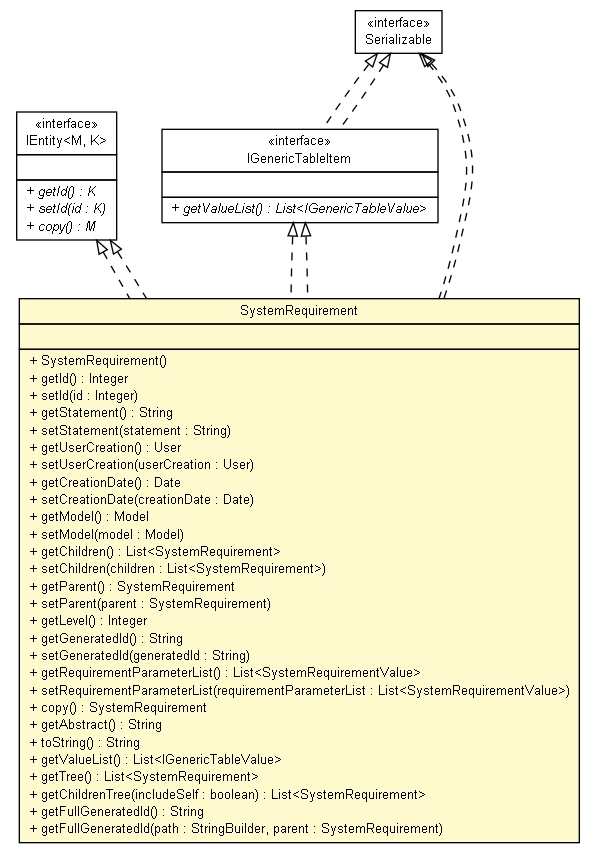 «interface»
Serializable
«interface»
IEntity<M, K>
+ getId() : K
+ setId(id : K)
+ copy() : M
«interface»
IGenericTableItem
+ getValueList() : List<IGenericTableValue>
SystemRequirement
+ SystemRequirement()
+ getId() : Integer
+ setId(id : Integer)
+ getStatement() : String
+ setStatement(statement : String)
+ getUserCreation() : User
+ setUserCreation(userCreation : User)
+ getCreationDate() : Date
+ setCreationDate(creationDate : Date)
+ getModel() : Model
+ setModel(model : Model)
+ getChildren() : List<SystemRequirement>
+ setChildren(children : List<SystemRequirement>)
+ getParent() : SystemRequirement
+ setParent(parent : SystemRequirement)
+ getLevel() : Integer
+ getGeneratedId() : String
+ setGeneratedId(generatedId : String)
+ getRequirementParameterList() : List<SystemRequirementValue>
+ setRequirementParameterList(requirementParameterList : List<SystemRequirementValue>)
+ copy() : SystemRequirement
+ getAbstract() : String
+ toString() : String
+ getValueList() : List<IGenericTableValue>
+ getTree() : List<SystemRequirement>
+ getChildrenTree(includeSelf : boolean) : List<SystemRequirement>
+ getFullGeneratedId() : String
+ getFullGeneratedId(path : StringBuilder, parent : SystemRequirement)